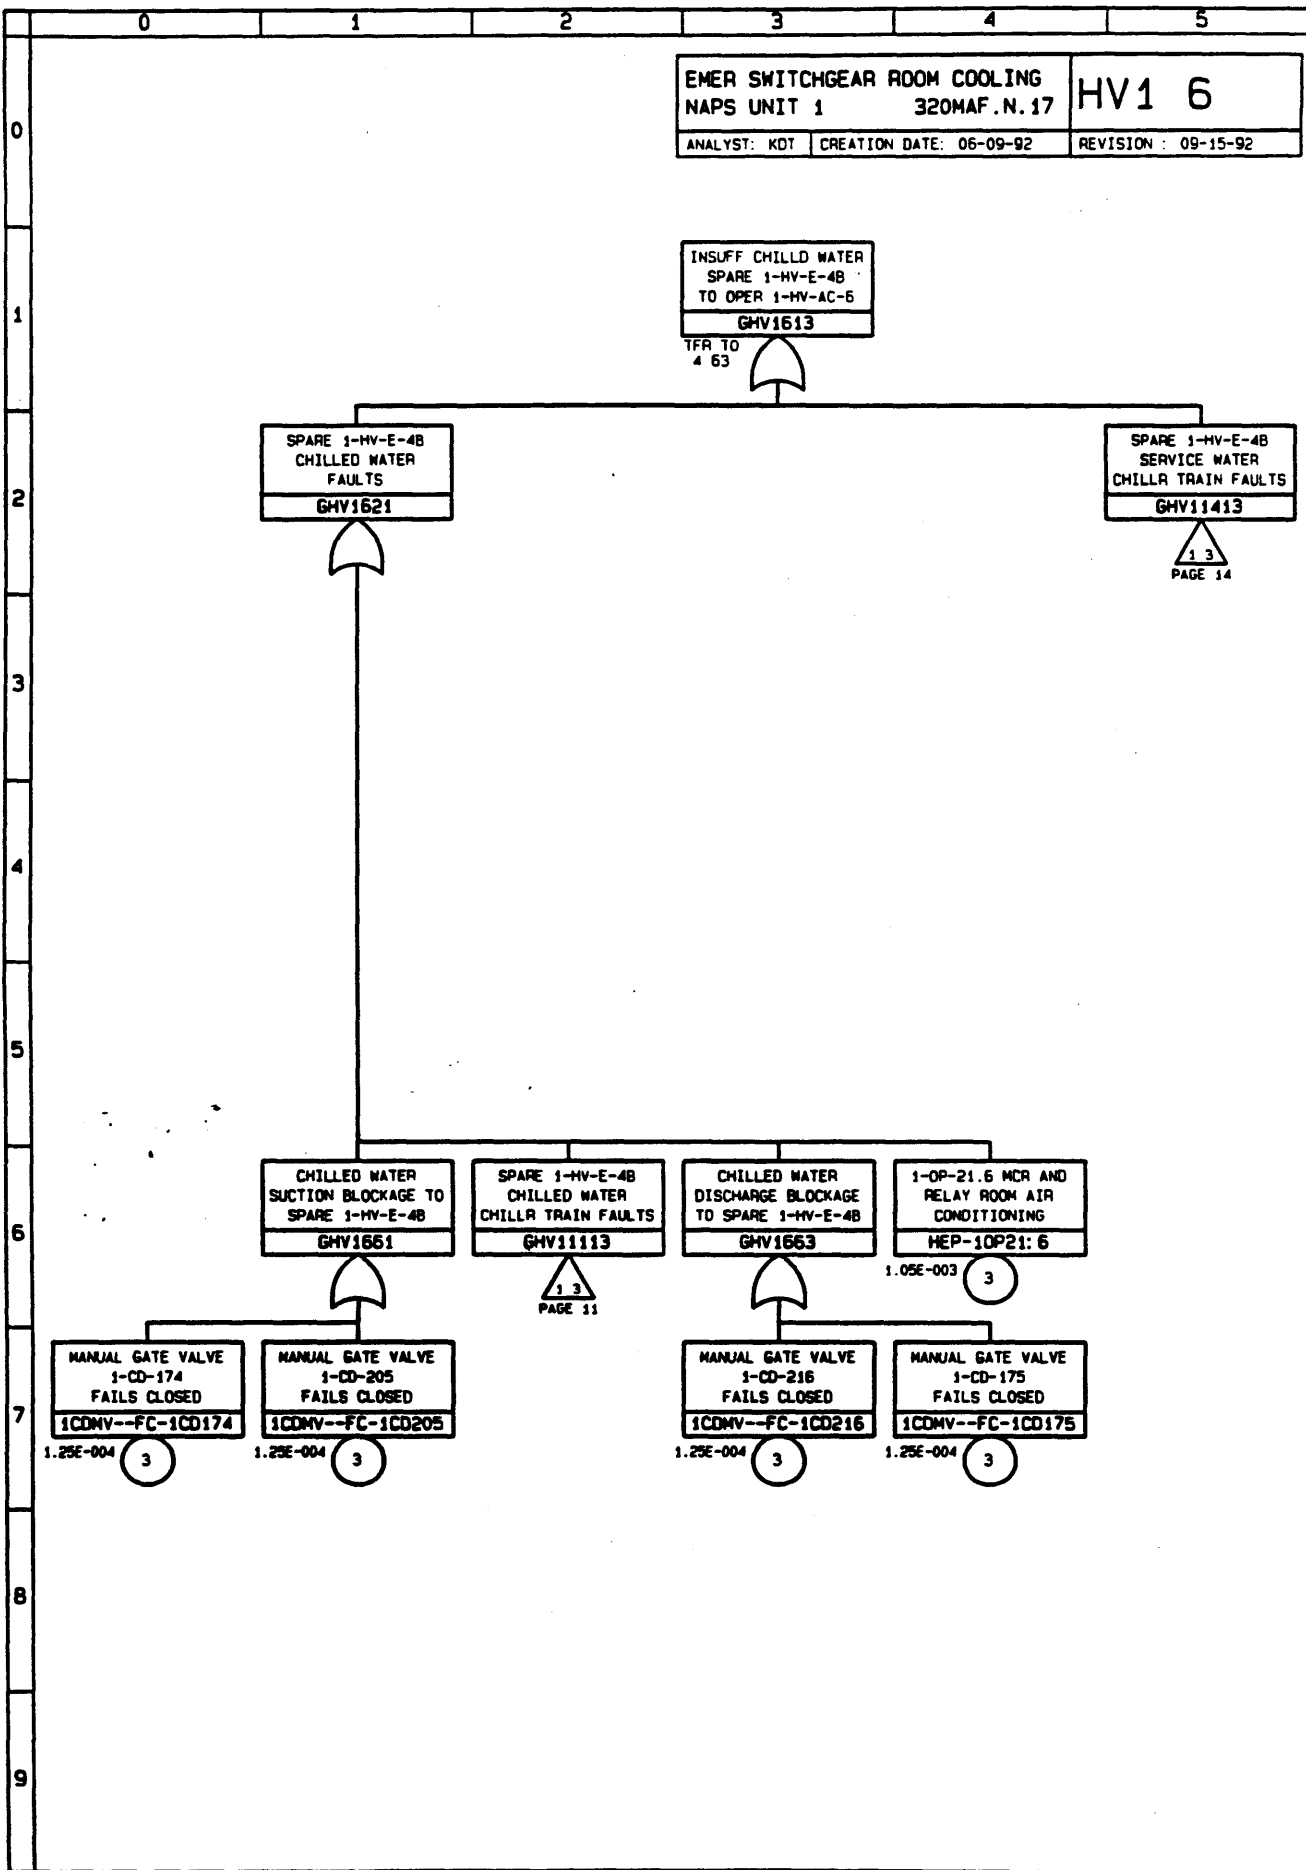 0 1 2 3 4 5
EMER SWITCHGEAR ROOM COOLING
NAPS UNIT 1 320MAF.N.17
HV1 6
ANALYST: KDT CREATION DATE: 06-09-92 REVISION : 09-15-92
0
INSUFF CHILLD WATER
SPARE 1-HV-E-4B
TO OPER 1-HV-AC-6
GHV1613
TFR TO
4 63
1
SPARE 1-HV-E-4B
CHILLED WATER
FAULTS
GHV1621
SPARE 1-HV-E-4B
SERVICE WATER
CHILLR TRAIN FAULTS
GHV11413
1 3
PAGE 14
2
3
4
5
CHILLED WATER
SUCTION BLOCKAGE TO
SPARE 1-HV-E-4B
GHV1661
SPARE 1-HV-E-4B
CHILLED WATER
CHILLR TRAIN FAULTS
GHV11113
1 3
PAGE 11
CHILLED WATER
DISCHARGE BLOCKAGE
TO SPARE 1-HV-E-4B
GHV1663
1-OP-21.6 MCR AND
RELAY ROOM AIR
CONDITIONING
HEP-1OP21:6
1.05E-003
3
6
MANUAL GATE VALVE
1-CD-174
FAILS CLOSED
1CDMV--FC-1CD174
1.25E-004
3
MANUAL GATE VALVE
1-CD-205
FAILS CLOSED
1CDMV--FC-1CD205
1.25E-004
3
MANUAL GATE VALVE
1-CD-216
FAILS CLOSED
1CDMV--FC-1CD216
1.25E-004
3
MANUAL GATE VALVE
1-CD-175
FAILS CLOSED
1CDMV--FC-1CD175
1.25E-004
3
7
8
9